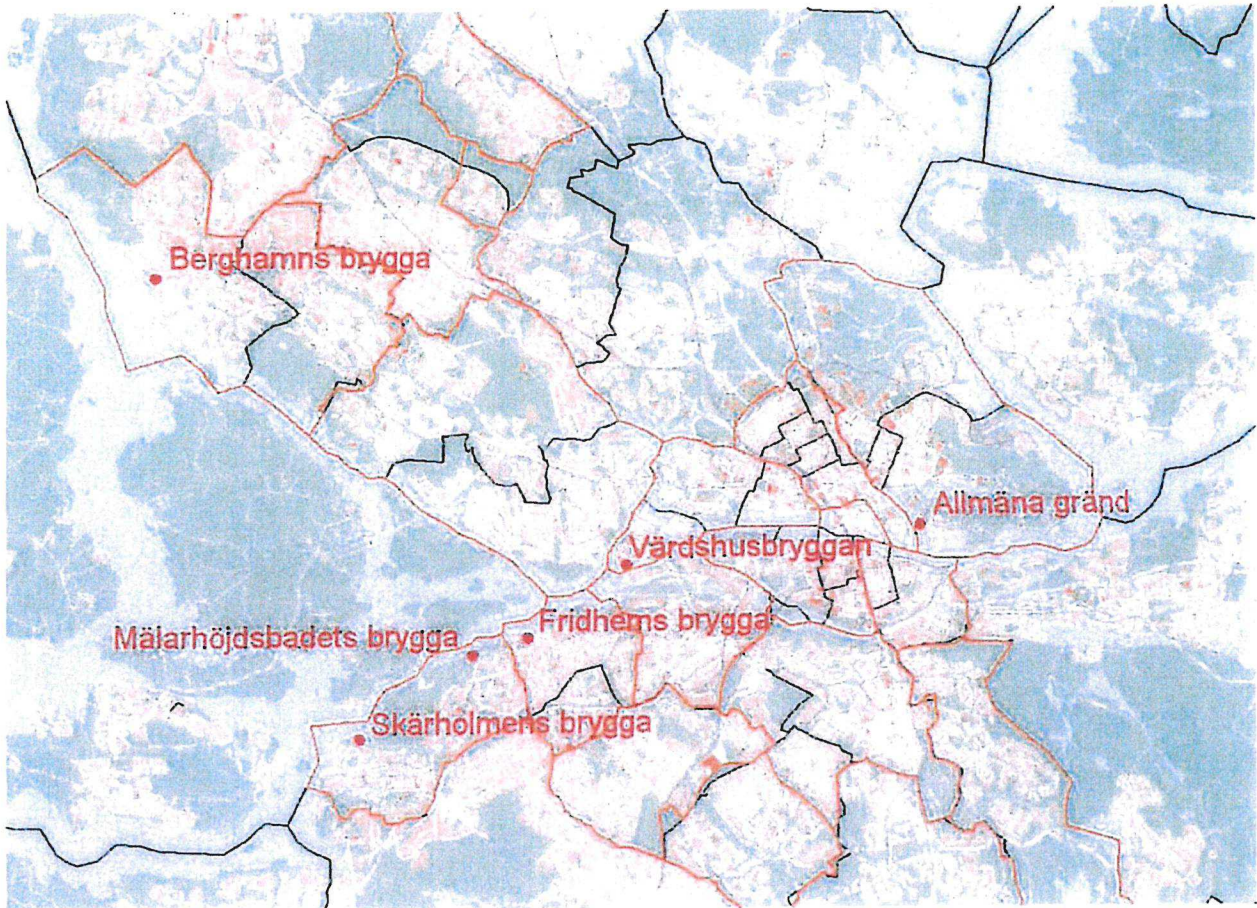 Berghamns brygga
Allmäna gränd
Värdshusbryggan
Fridhems brygga
Mälarhöjdsbadets brygga
Skärholmens brygga